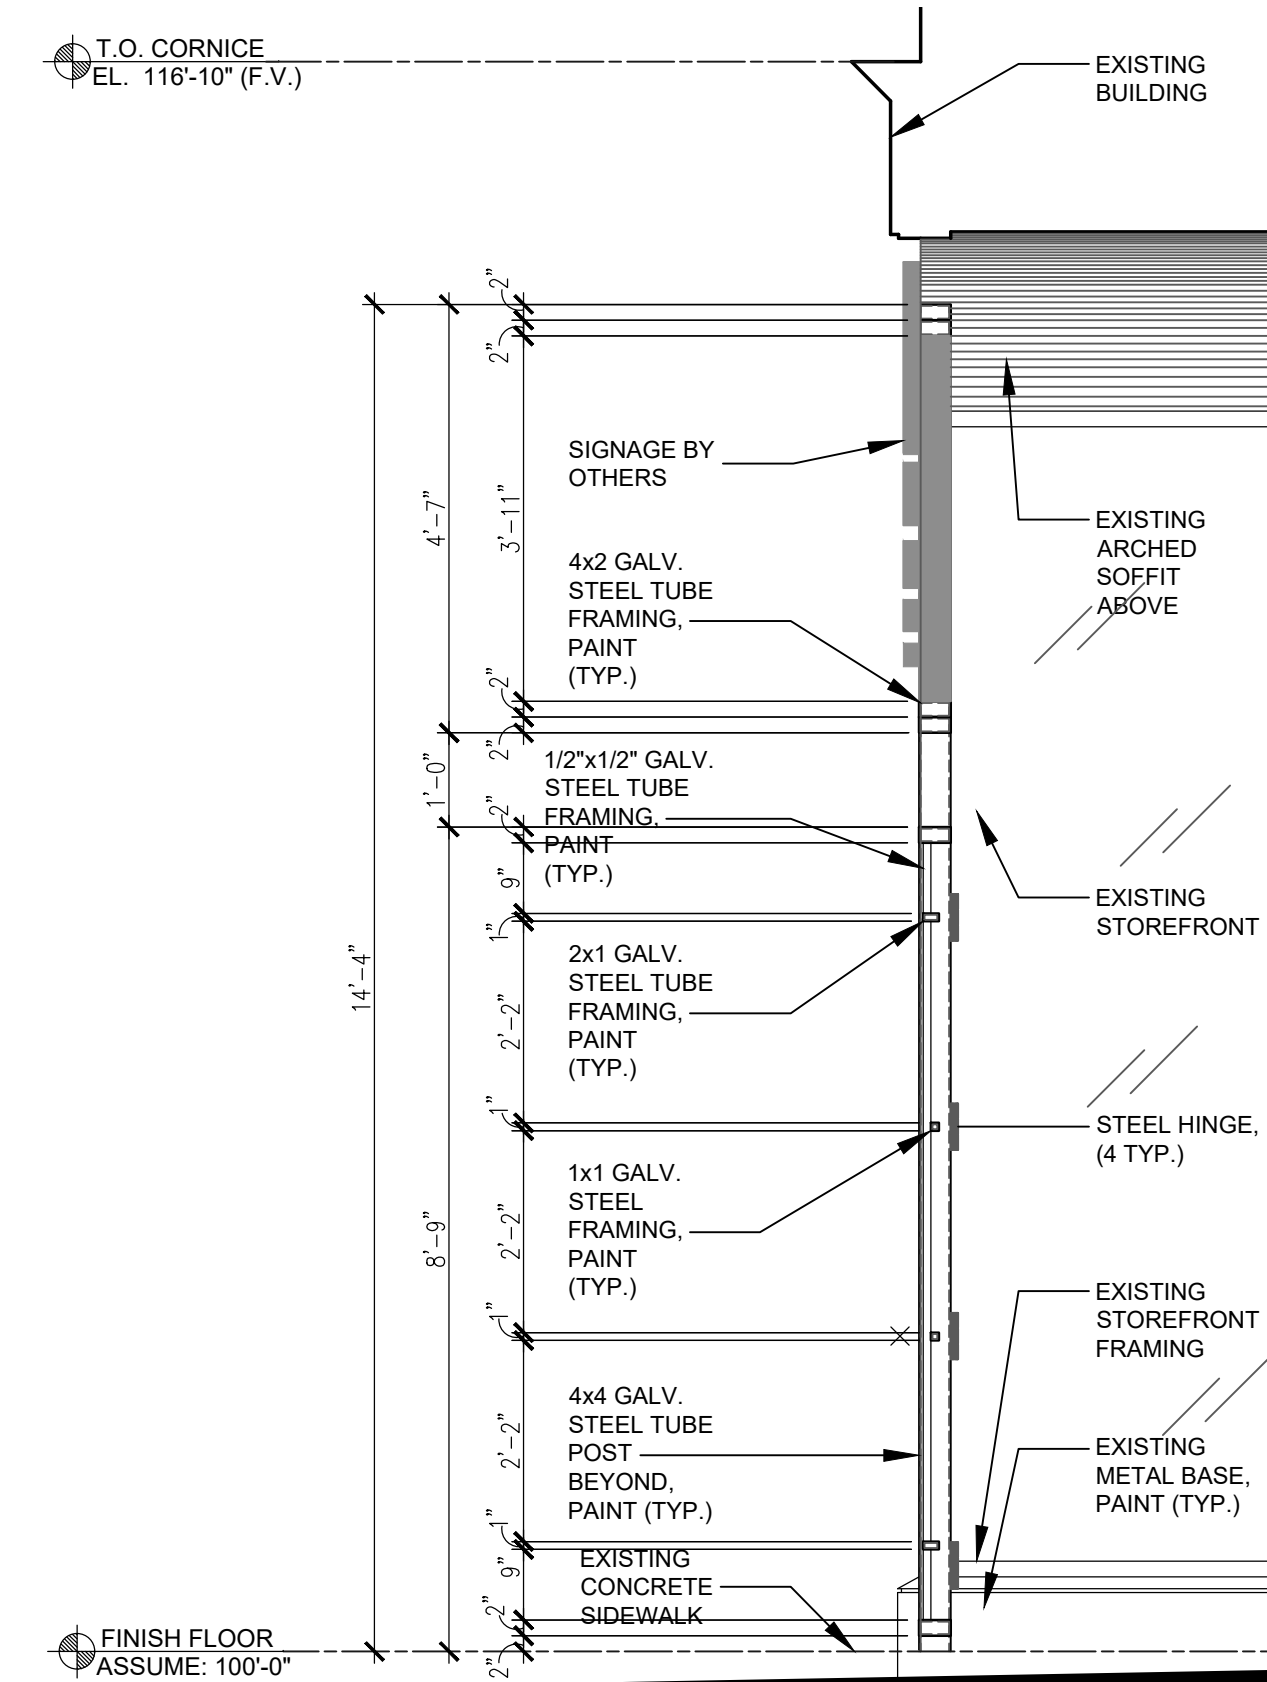 T.O. CORNICE
EL. 116'-10" (F.V.)
EXISTING
BUILDING
2"
2"
SIGNAGE BY
OTHERS
4'-7"
3'-11"
EXISTING
ARCHED
SOFFIT
ABOVE
4x2 GALV.
STEEL TUBE
FRAMING,
PAINT
(TYP.)
2"
2"
1'-0"
1/2"x1/2" GALV.
STEEL TUBE
FRAMING,
PAINT
(TYP.)
2"
9"
EXISTING
STOREFRONT
1"
14'-4"
2x1 GALV.
STEEL TUBE
FRAMING,
PAINT
(TYP.)
2'-2"
1"
STEEL HINGE,
(4 TYP.)
1x1 GALV.
STEEL
FRAMING,
PAINT
(TYP.)
8'-9"
2'-2"
1"
EXISTING
STOREFRONT
FRAMING
4x4 GALV.
STEEL TUBE
POST
BEYOND,
PAINT (TYP.)
2'-2"
EXISTING
METAL BASE,
PAINT (TYP.)
1"
9"
EXISTING
CONCRETE
SIDEWALK
2"
2"
FINISH FLOOR
ASSUME: 100'-0"